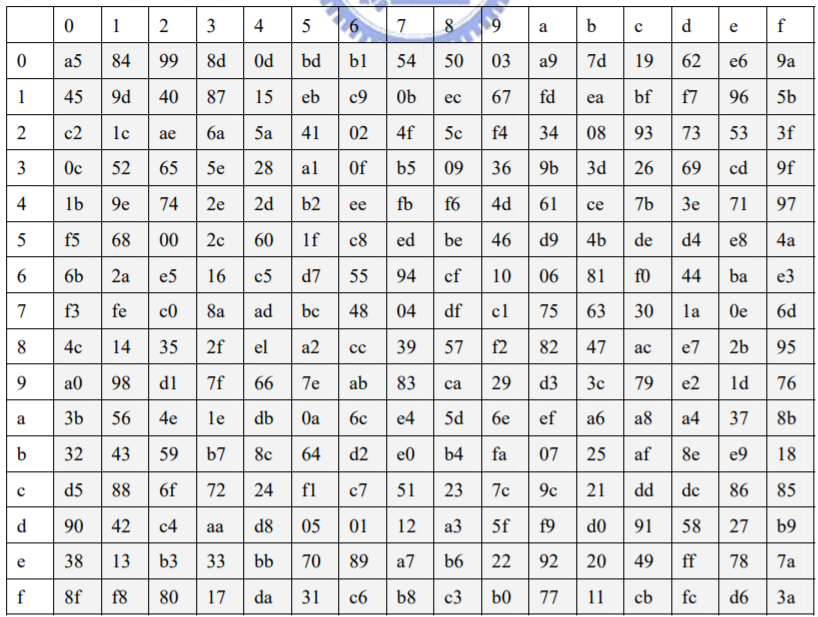 0 1 2 3 4 5 6 7 8 9 a b c d e f
0 a5 84 99 8d 0d bd b1 54 50 03 a9 7d 19 62 e6 9a
1 45 9d 40 87 15 eb c9 0b ec 67 fd ea bf f7 96 5b
2 c2 1c ae 6a 5a 41 02 4f 5c f4 34 08 93 73 53 3f
3 0c 52 65 5e 28 a1 0f b5 09 36 9b 3d 26 69 cd 9f
4 1b 9e 74 2e 2d b2 ee fb f6 4d 61 ce 7b 3e 71 97
5 f5 68 00 2c 60 1f c8 ed be 46 d9 4b de d4 e8 4a
6 6b 2a e5 16 c5 d7 55 94 cf 10 06 81 f0 44 ba e3
7 f3 fe c0 8a ad bc 48 04 df c1 75 63 30 1a 0e 6d
8 4c 14 35 2f el a2 cc 39 57 f2 82 47 ac e7 2b 95
9 a0 98 d1 7f 66 7e ab 83 ca 29 d3 3c 79 e2 1d 76
a 3b 56 4e 1e db 0a 6c e4 5d 6e ef a6 a8 a4 37 8b
b 32 43 59 b7 8c 64 d2 e0 b4 fa 07 25 af 8e e9 18
c d5 88 6f 72 24 f1 c7 51 23 7c 9c 21 dd dc 86 85
d 90 42 c4 aa d8 05 01 12 a3 5f f9 d0 91 58 27 b9
e 38 13 b3 33 bb 70 89 a7 b6 22 92 20 49 ff 78 7a
f 8f f8 80 17 da 31 c6 b8 c3 b0 77 11 cb fc d6 3a